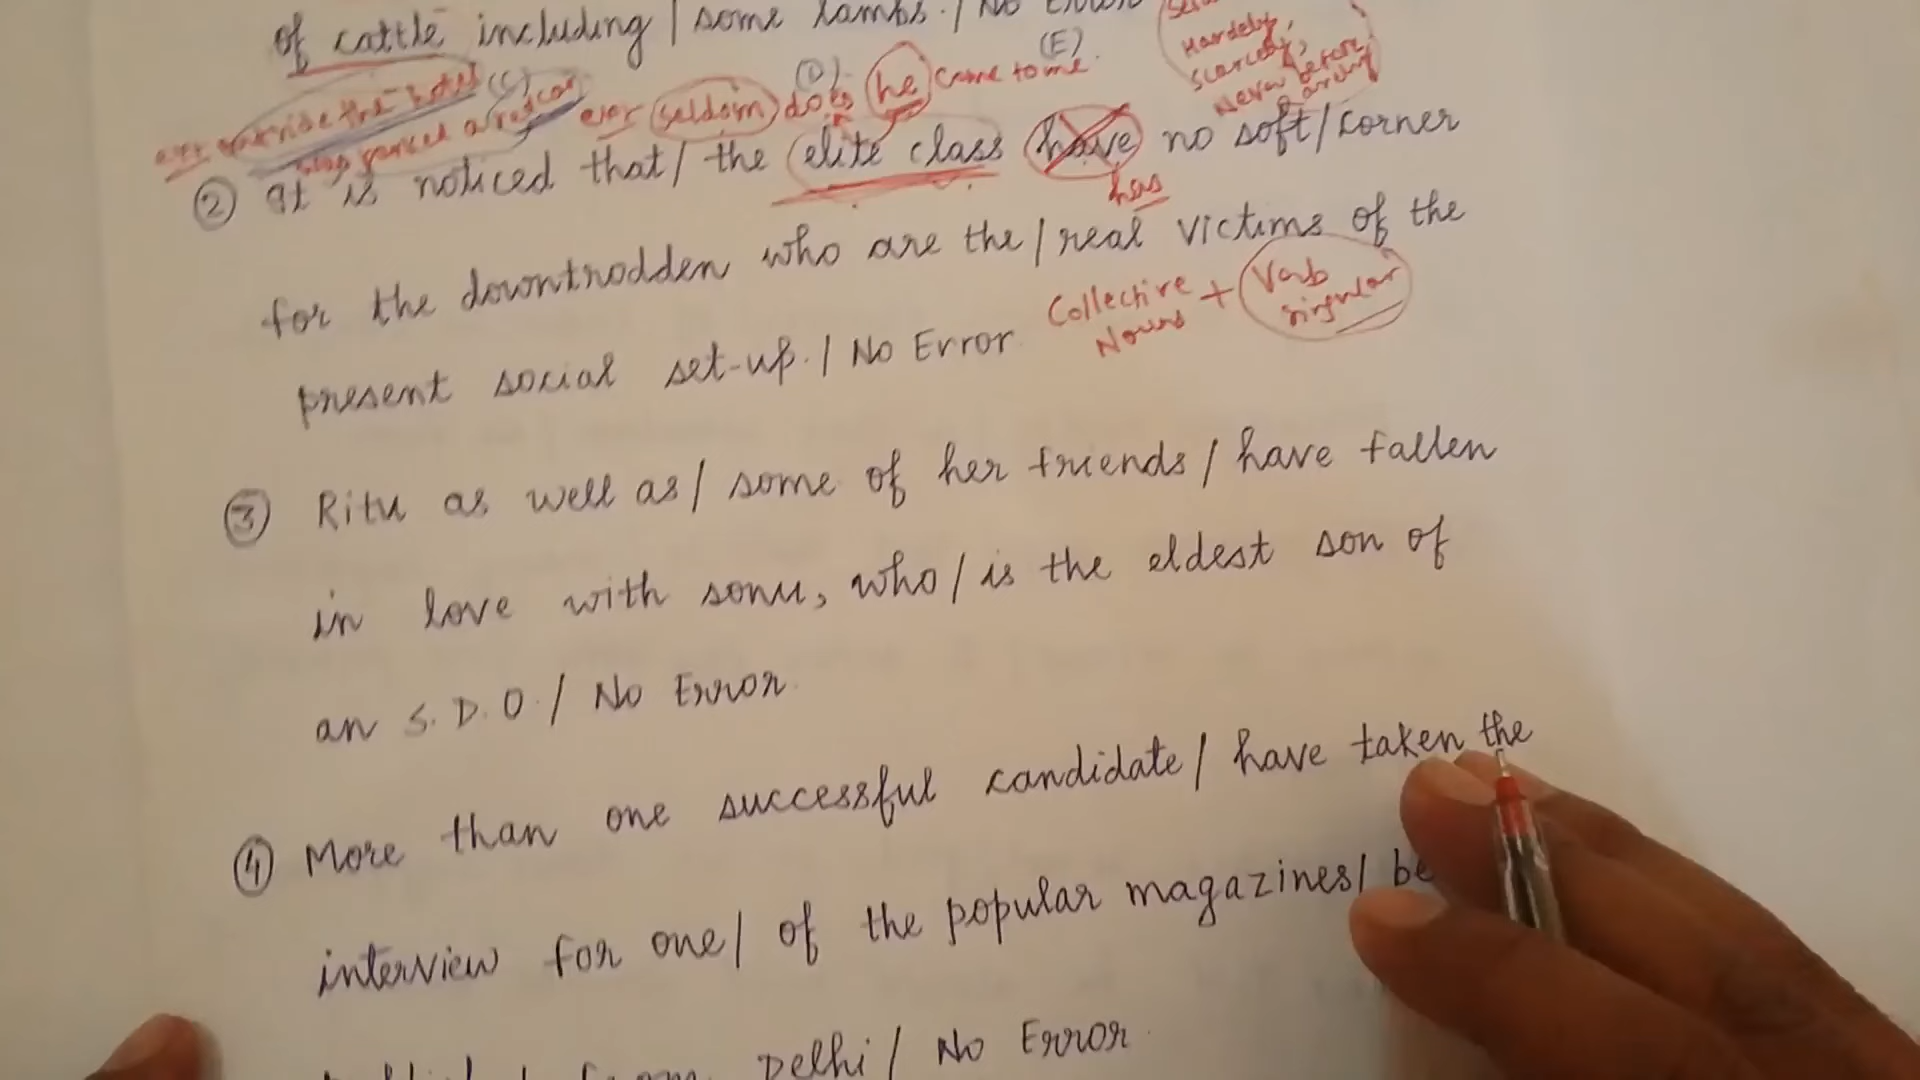 of cattle including / some lambs. / No Error
Hardely,
scarcely,
Never before
(C) (D) (E)
ever seldom does he came to me.
② It is noticed that / the elite class have no soft / corner
has
for the downtrodden who are the / real victims of the
Collective Nouns + Verb singular
present social set-up. / No Error
③ Ritu as well as / some of her friends / have fallen
in love with sonu, who / is the eldest son of
an S.D.O. / No Error
④ More than one successful candidate / have taken the
interview for one / of the popular magazines / be
from Delhi / No Error